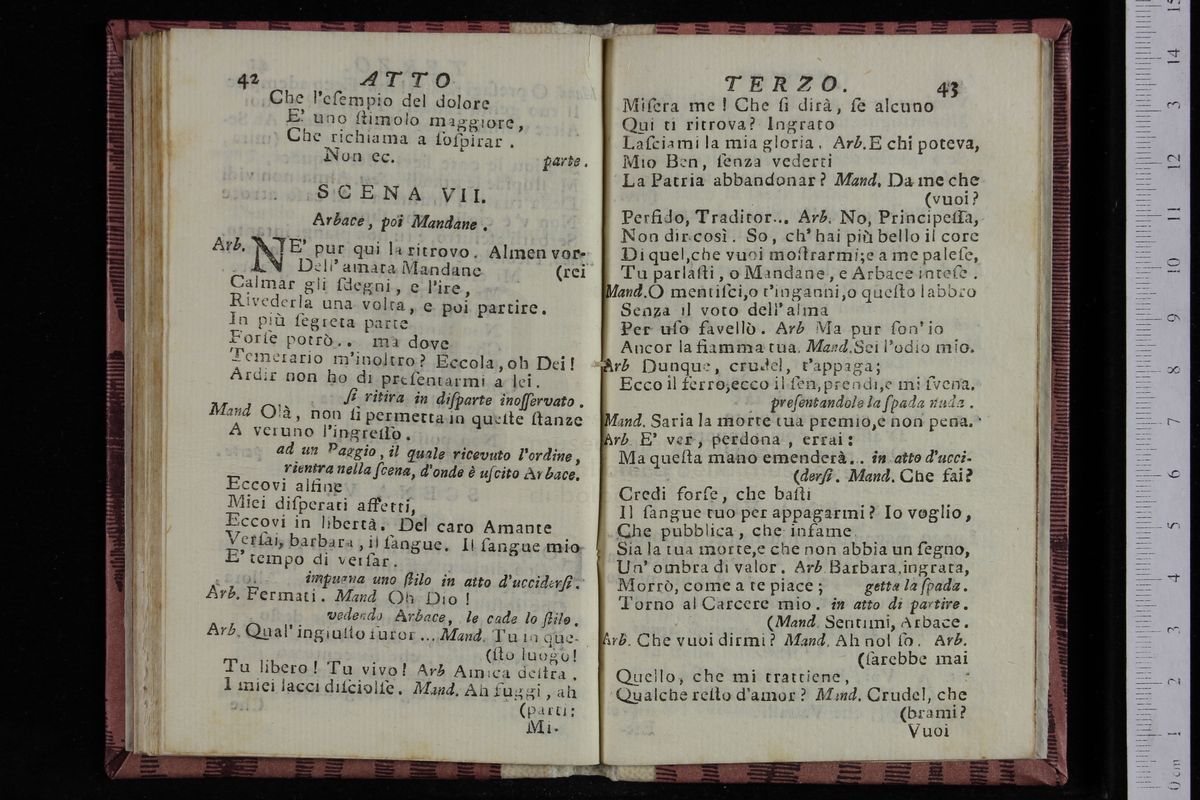 42 ATTO
Che l'eſempio del dolore
E' uno ſtimolo maggiore,
Che richiama a ſoſpirar.
Non ec. parte.
SCENA VII.
Arbace, poi Mandane.
Arb. NE' pur qui la ritrovo. Almen vor-
Dell'amata Mandane (rei
Calmar gli ſdegni, e l'ire,
Rivederla una volta, e poi partire.
In più ſegreta parte
Forſe potrò.. ma dove
Temerario m'inoltro? Eccola, oh Dei!
Ardir non ho di preſentarmi a lei.
ſi ritira in diſparte inoſſervato.
Mand Olà, non ſi permetta in queſte ſtanze
A veruno l'ingreſſo.
ad un Paggio, il quale ricevuto l'ordine,
rientra nella ſcena, d'onde è uſcito Arbace.
Eccovi alfine
Miei diſperati affetti,
Eccovi in libertà. Del caro Amante
Verſai, barbara, il ſangue. Il ſangue mio
E' tempo di verſar.
impugna uno ſtilo in atto d'ucciderſi.
Arb. Fermati. Mand Oh Dio!
vedendo Arbace, le cade lo ſtilo.
Arb. Qual' ingiuſto furor ... Mand. Tu in que-
(ſto luogo!
Tu libero! Tu vivo! Arb Amica deſtra.
I miei lacci diſciolſe. Mand. Ah fuggi, ah
(parti:
Mi-
TERZO. 43
Miſera me! Che ſi dirà, ſe alcuno
Qui ti ritrova? Ingrato
Laſciami la mia gloria. Arb. E chi poteva,
Mio Ben, ſenza vederti
La Patria abbandonar? Mand. Da me che
(vuoi?
Perfido, Traditor... Arb. No, Principeſſa,
Non dir così. So, ch'hai più bello il core
Di quel, che vuoi moſtrarmi; e a me paleſe,
Tu parlaſti, o Mandane, e Arbace inteſe.
Mand. O mentiſci, o t'inganni, o queſto labbro
Senza il voto dell'alma
Per uſo favellò. Arb Ma pur ſon'io
Ancor la fiamma tua. Mand. Sei l'odio mio.
Arb Dunque, crudel, t'appaga;
Ecco il ferro, ecco il ſen, prendi, e mi ſvena.
preſentandole la ſpada nuda.
Mand. Saria la morte tua premio, e non pena.
Arb E' ver, perdona, errai:
Ma queſta mano emenderà... in atto d'ucci-
(derſi. Mand. Che fai?
Credi forſe, che baſti
Il ſangue tuo per appagarmi? Io voglio,
Che pubblica, che infame
Sia la tua morte, e che non abbia un ſegno,
Un' ombra di valor. Arb Barbara, ingrata,
Morrò, come a te piace; getta la ſpada.
Torno al Carcere mio. in atto di partire.
(Mand. Sentimi, Arbace.
Arb. Che vuoi dirmi? Mand. Ah nol ſo. Arb.
(ſarebbe mai
Quello, che mi trattiene,
Qualche reſto d'amor? Mand. Crudel, che
(brami?
Vuoi